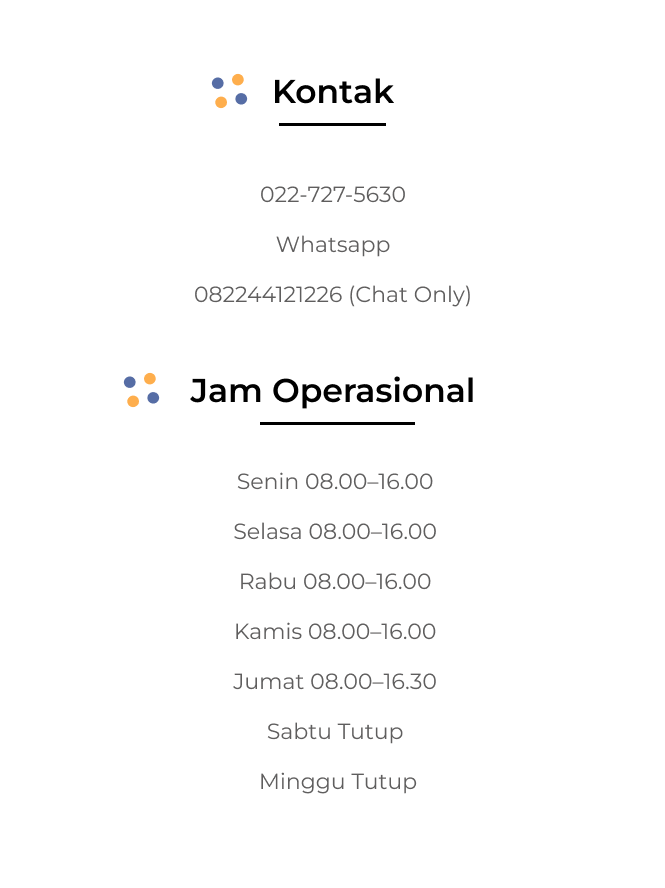 Kontak
022-727-5630
Whatsapp
082244121226 (Chat Only)
Jam Operasional
Senin 08.00–16.00
Selasa 08.00–16.00
Rabu 08.00–16.00
Kamis 08.00–16.00
Jumat 08.00–16.30
Sabtu Tutup
Minggu Tutup